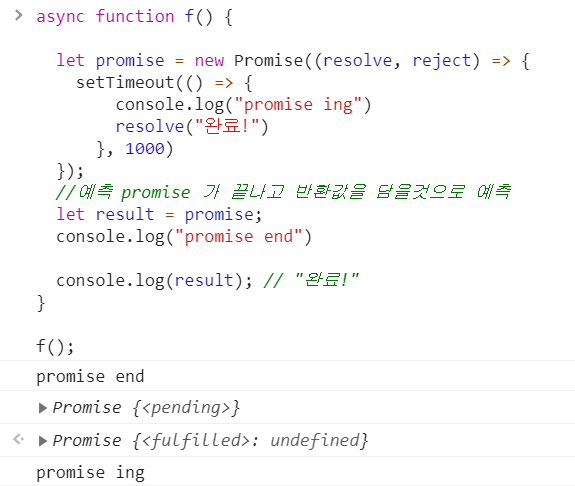 async function f() {
let promise = new Promise((resolve, reject) => {
setTimeout(() => {
console.log("promise ing")
resolve("완료!")
}, 1000)
});
//예측 promise 가 끝나고 반환값을 담을것으로 예측
let result = promise;
console.log("promise end")
console.log(result); // "완료!"
}
f();
promise end
Promise {<pending>}
Promise {<fulfilled>: undefined}
promise ing